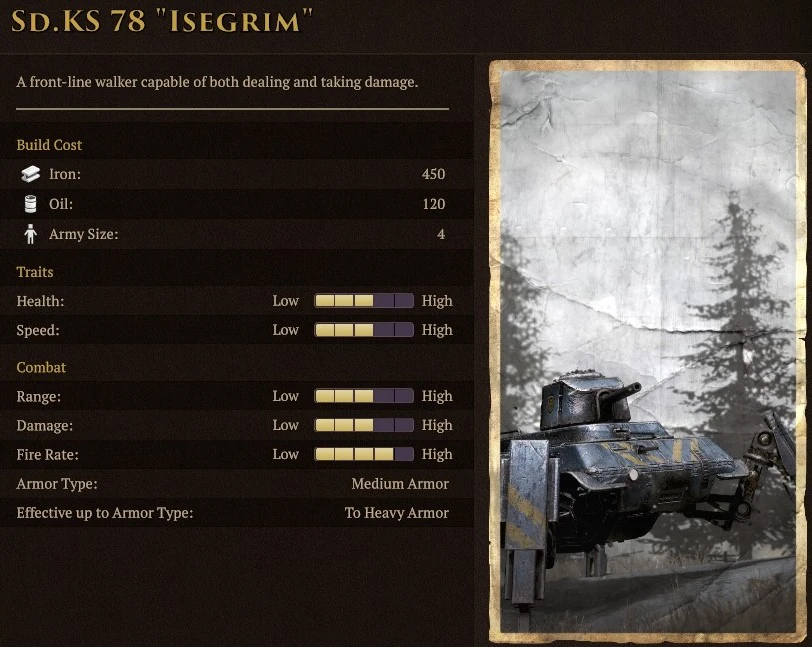 Sd.KS 78 "Isegrim"
A front-line walker capable of both dealing and taking damage.
Build Cost
Iron: 450
Oil: 120
Army Size: 4
Traits
Health: Low High
Speed: Low High
Combat
Range: Low High
Damage: Low High
Fire Rate: Low High
Armor Type: Medium Armor
Effective up to Armor Type: To Heavy Armor